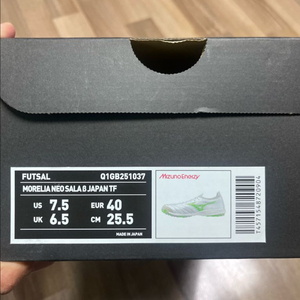 FUTSAL Q1GB251037
MORELIA NEO SALA β JAPAN TF
US 7.5 EUR 40
UK 6.5 CM 25.5
MADE IN JAPAN
MizunoEnerzy